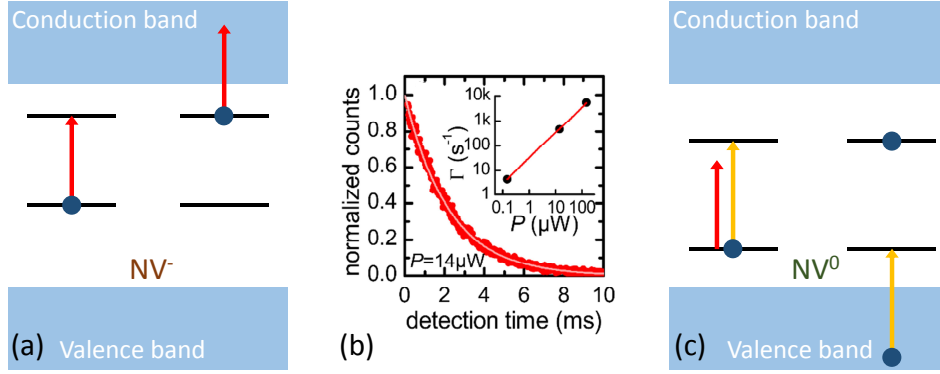 Conduction band
NV⁻
(a)
Valence band
normalized counts
1.0
0.8
0.6
0.4
0.2
0.0
P=14µW
0 2 4 6 8 10
detection time (ms)
Γ (s⁻¹)
10k
1k
100
10
1
0.1 10 100
P (µW)
(b)
Conduction band
NV⁰
(c)
Valence band